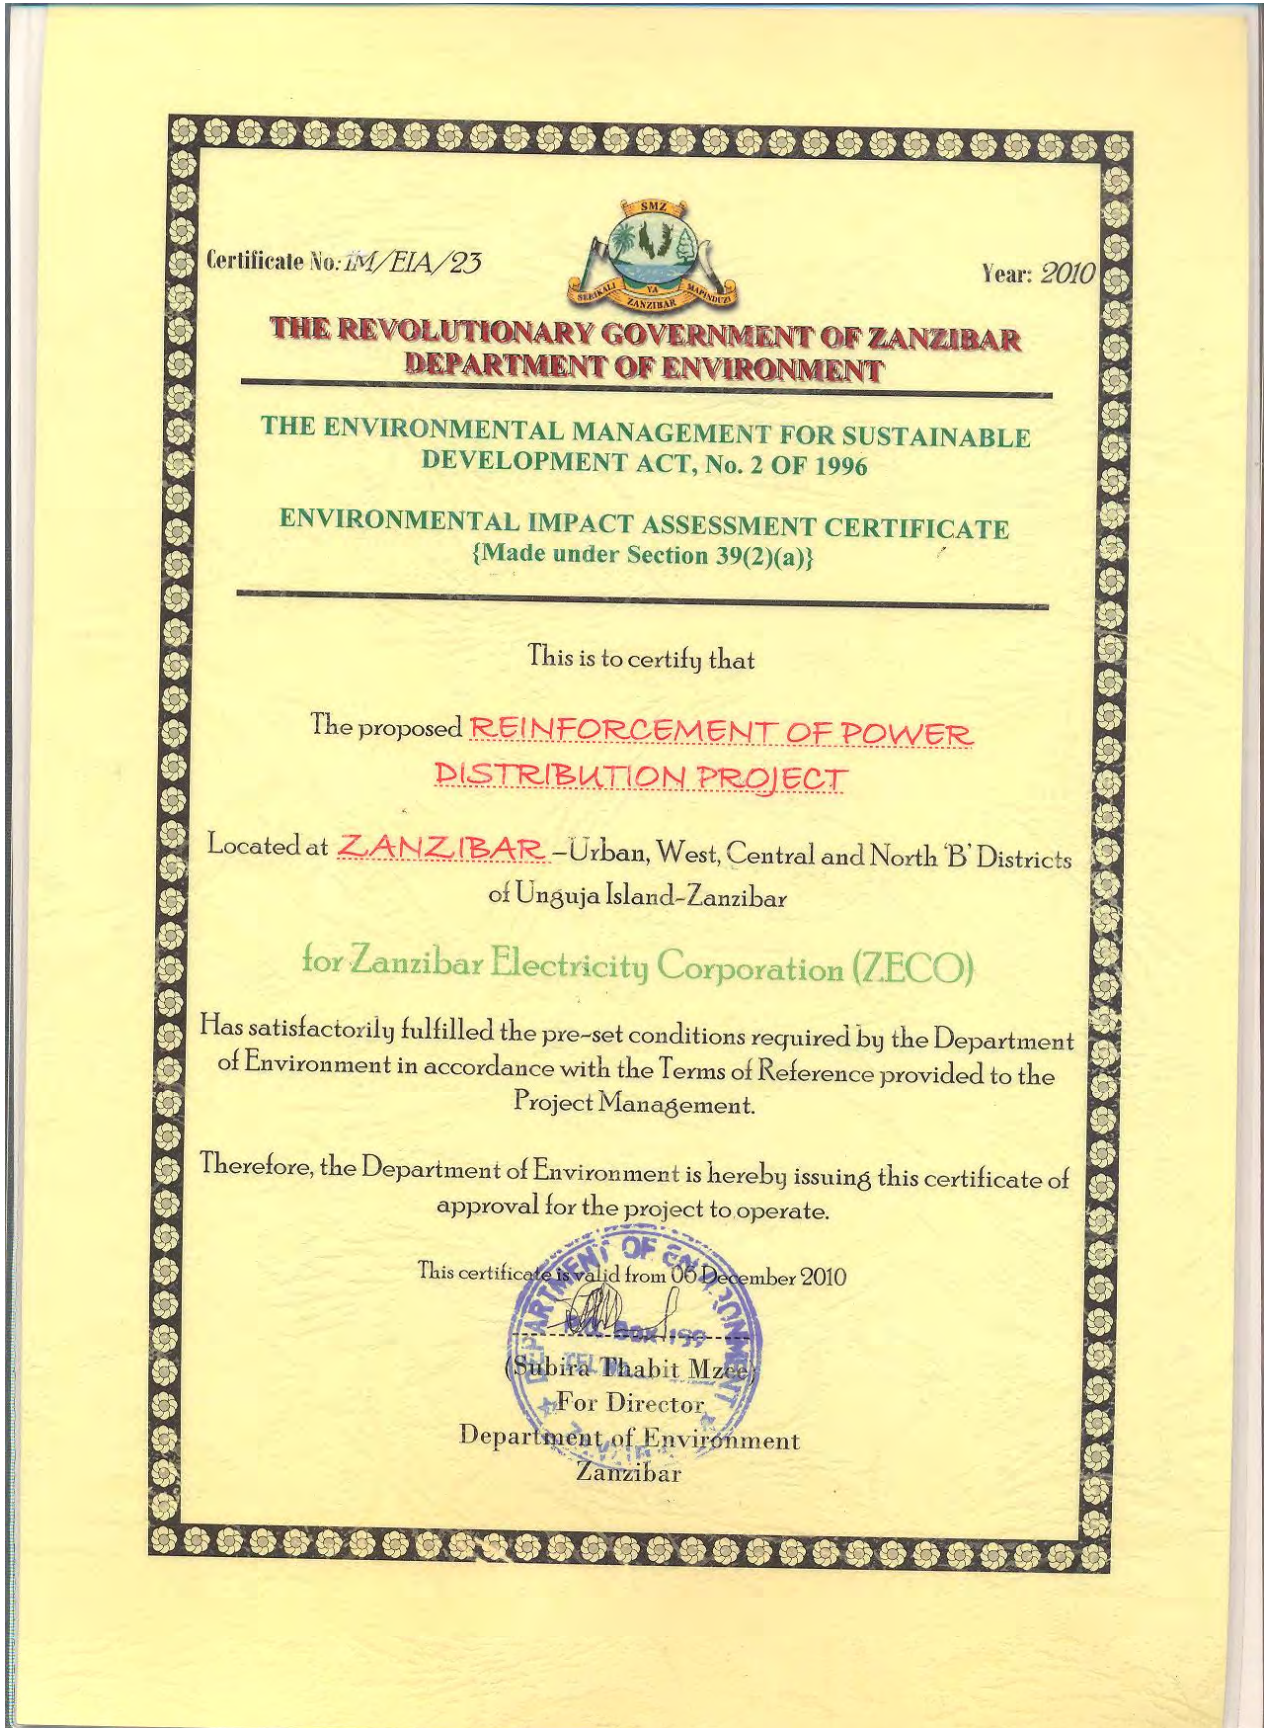 SMZ
SERIKALI YA MAPINDUZI
ZANZIBAR
Certificate No: IM/EIA/23
Year: 2010
THE REVOLUTIONARY GOVERNMENT OF ZANZIBAR
DEPARTMENT OF ENVIRONMENT
THE ENVIRONMENTAL MANAGEMENT FOR SUSTAINABLE
DEVELOPMENT ACT, No. 2 OF 1996
ENVIRONMENTAL IMPACT ASSESSMENT CERTIFICATE
{Made under Section 39(2)(a)}
This is to certify that
The proposed REINFORCEMENT OF POWER
DISTRIBUTION PROJECT
Located at ZANZIBAR -Urban, West, Central and North 'B' Districts
of Unguja Island-Zanzibar
for Zanzibar Electricity Corporation (ZECO)
Has satisfactorily fulfilled the pre-set conditions required by the Department
of Environment in accordance with the Terms of Reference provided to the
Project Management.
Therefore, the Department of Environment is hereby issuing this certificate of
approval for the project to operate.
This certificate is valid from 06 December 2010
DEPARTMENT OF ENVIRONMENT
BOX 159
TEL
(Subira Thabit Mzee)
For Director
Department of Environment
Zanzibar